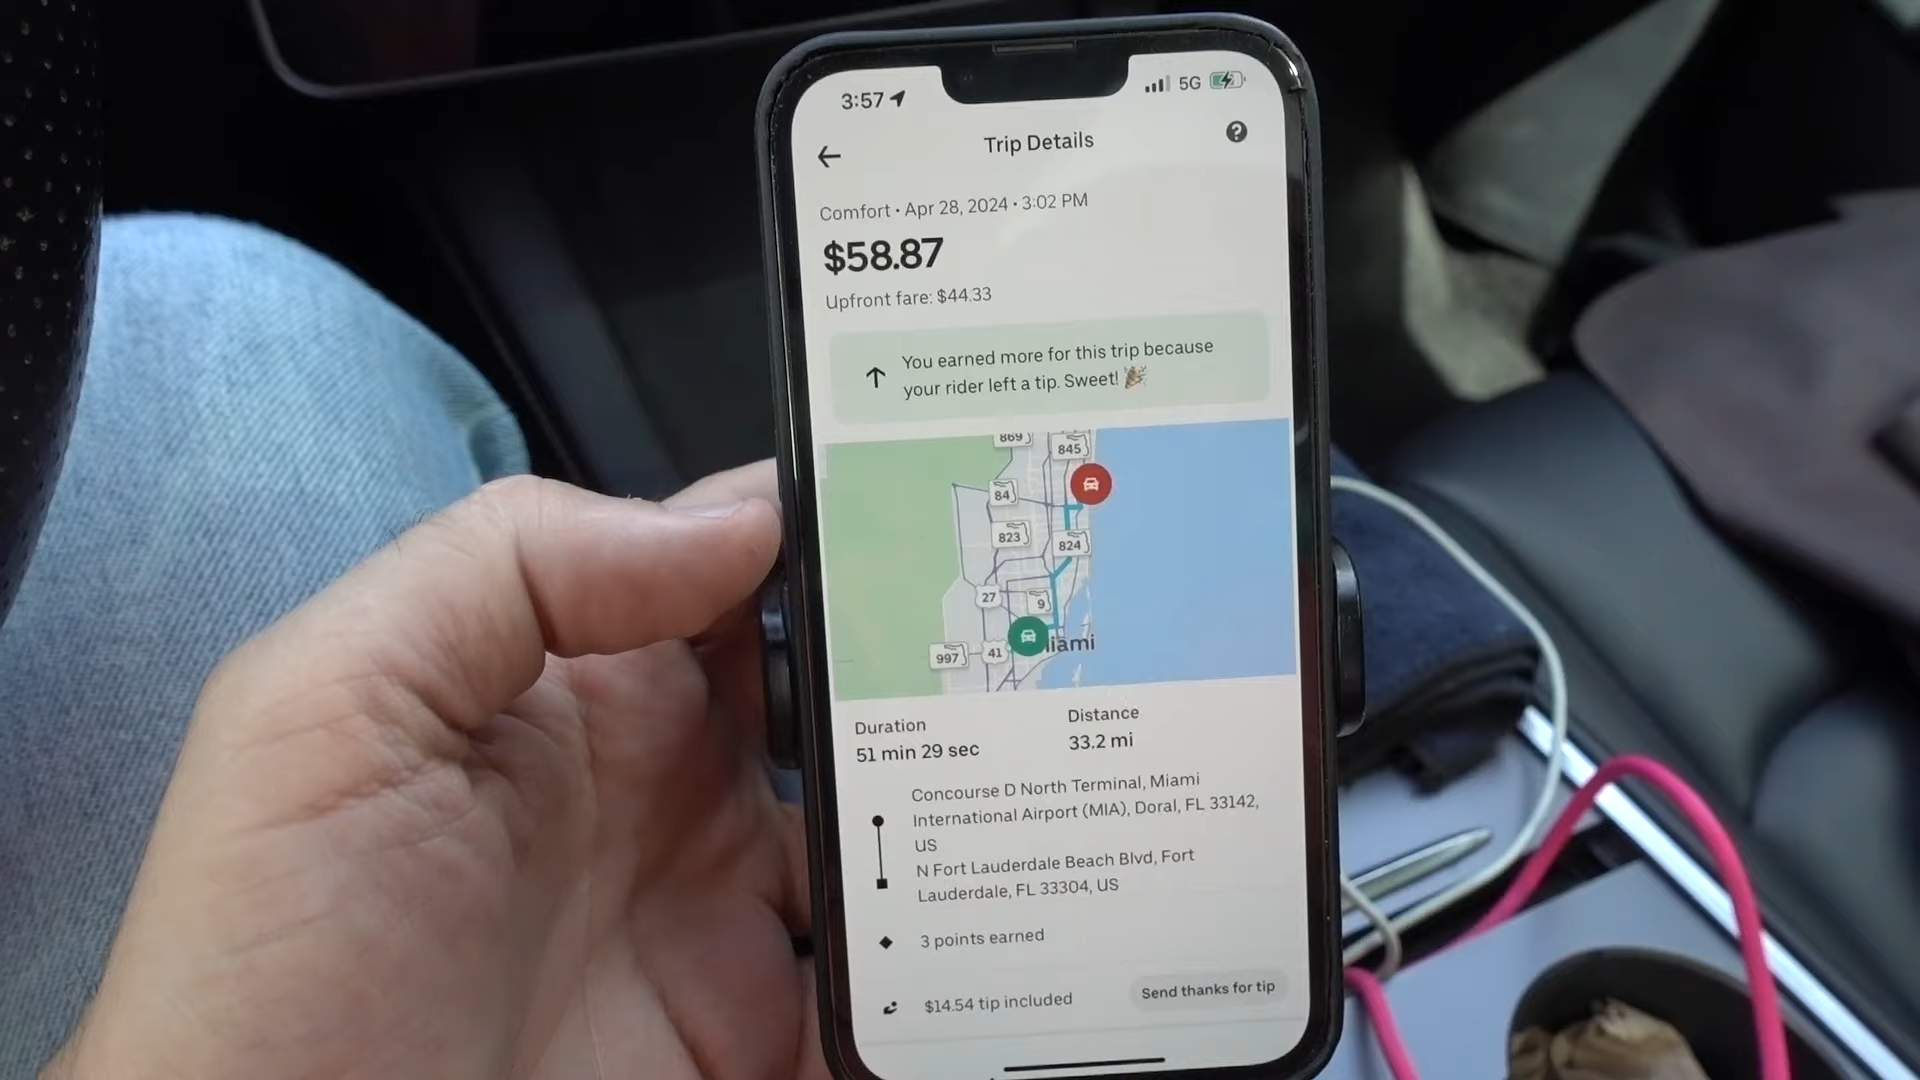 3:57
5G
Trip Details
Comfort • Apr 28, 2024 • 3:02 PM
$58.87
Upfront fare: $44.33
You earned more for this trip because
your rider left a tip. Sweet!
869
845
84
823
824
27
9
997
41
iami
Duration
Distance
51 min 29 sec
33.2 mi
Concourse D North Terminal, Miami
International Airport (MIA), Doral, FL 33142,
US
N Fort Lauderdale Beach Blvd, Fort
Lauderdale, FL 33304, US
3 points earned
$14.54 tip included
Send thanks for tip